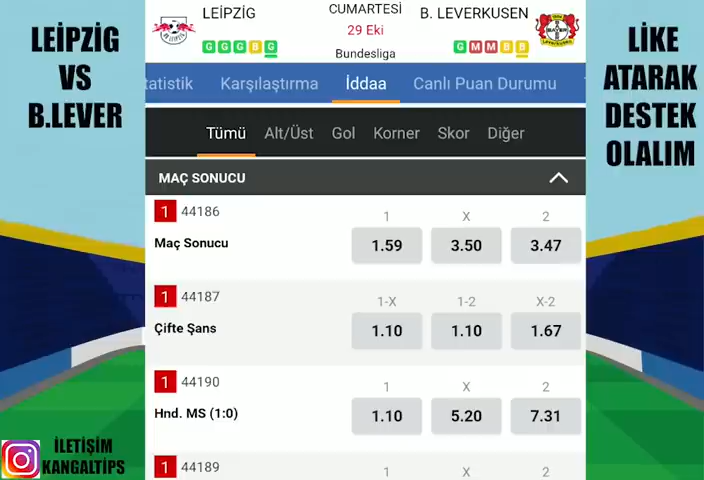 LEİPZİG
VS
B.LEVER
LEİPZİG
G G G B G
CUMARTESİ
29 Eki
Bundesliga
B. LEVERKUSEN
G M M B B
LİKE
ATARAK
DESTEK
OLALIM
tatistik Karşılaştırma İddaa Canlı Puan Durumu
Tümü Alt/Üst Gol Korner Skor Diğer
MAÇ SONUCU
1 44186
Maç Sonucu
1 X 2
1.59 3.50 3.47
1 44187
Çifte Şans
1-X 1-2 X-2
1.10 1.10 1.67
1 44190
Hnd. MS (1:0)
1 X 2
1.10 5.20 7.31
1 44189
1 X 2
İLETİŞİM
KANGALTİPS